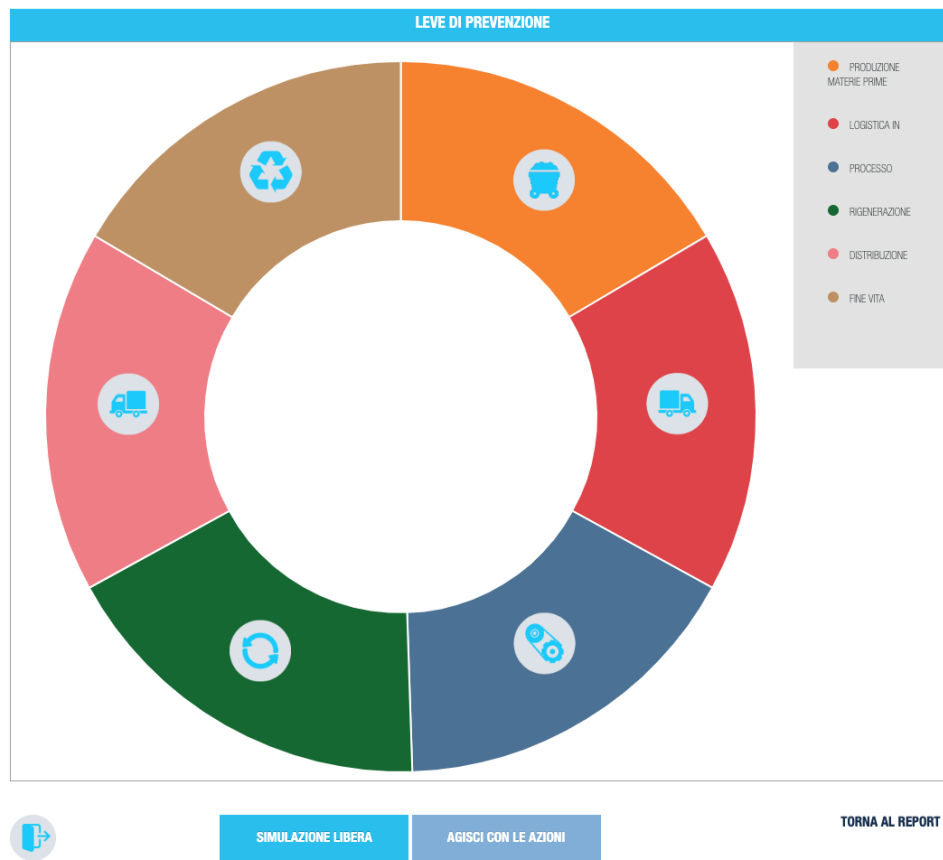 LEVE DI PREVENZIONE
PRODUZIONE
MATERIE PRIME
LOGISTICA IN
PROCESSO
RIGENERAZIONE
DISTRIBUZIONE
FINE VITA
SIMULAZIONE LIBERA
AGISCI CON LE AZIONI
TORNA AL REPORT